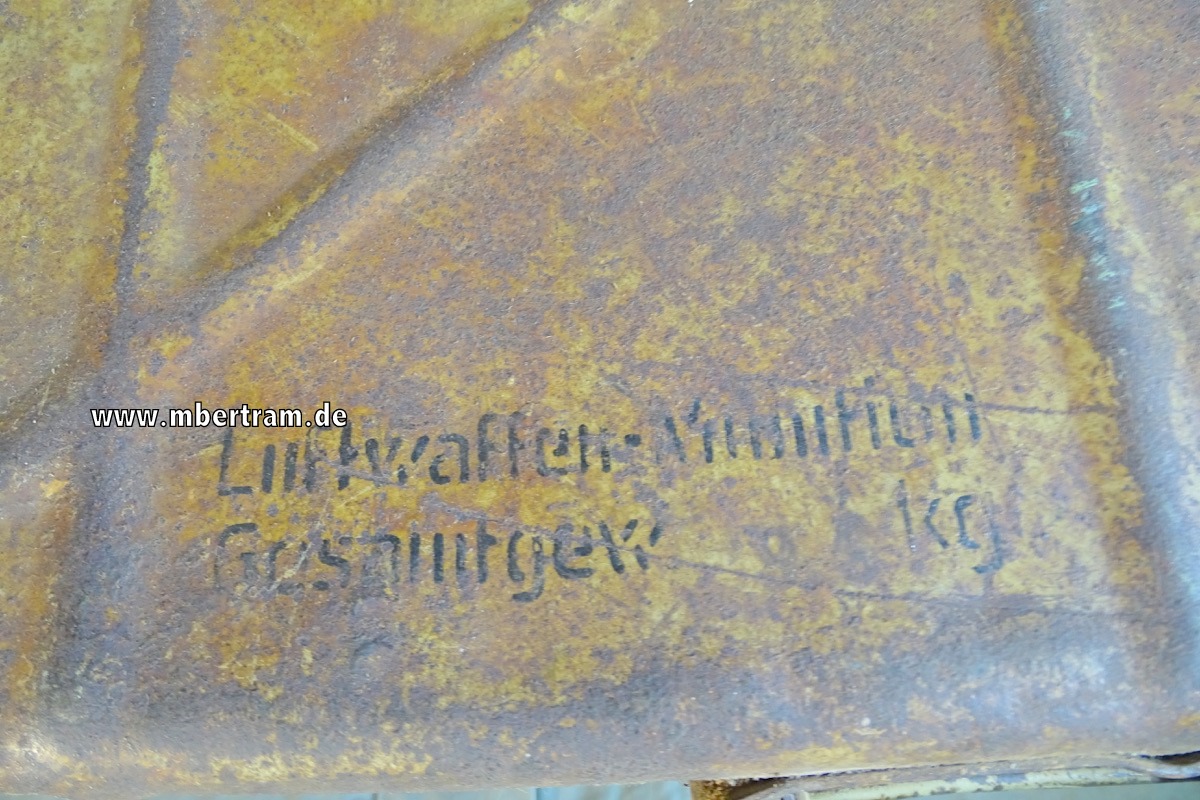 www.mbertram.de
Luftwaffen-Munition
Gesamtgew. kg